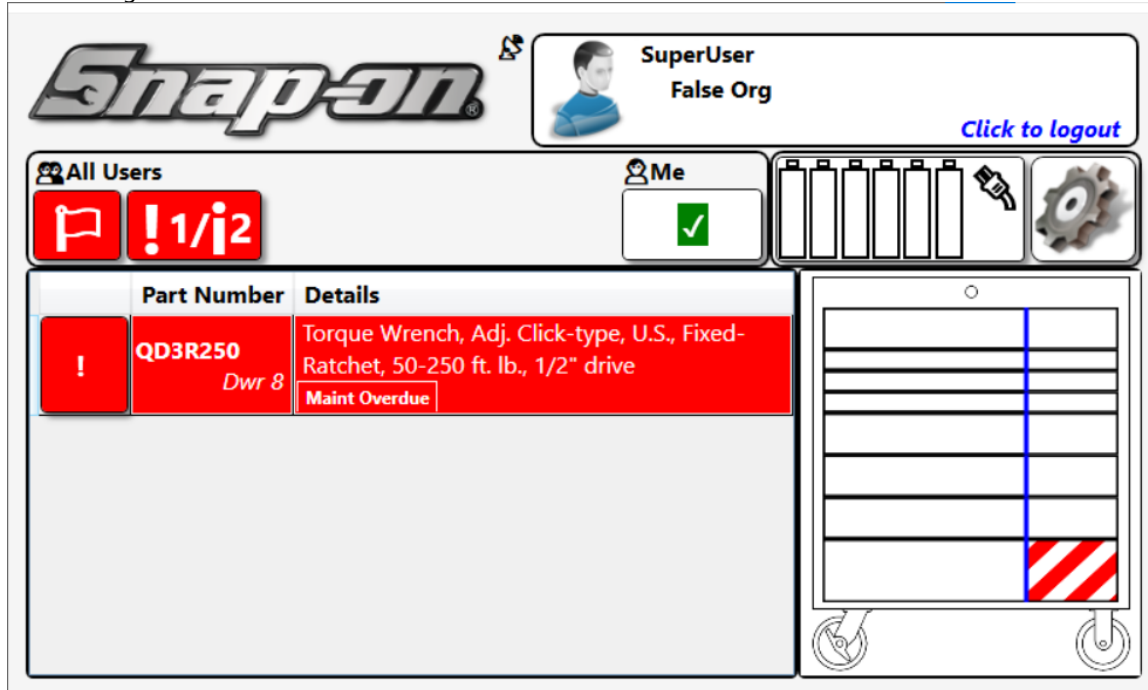 Snap-on®
SuperUser
False Org
Click to logout
All Users
Me
!1/i2
✓
Part Number Details
! QD3R250 Torque Wrench, Adj. Click-type, U.S., Fixed-
Dwr 8 Ratchet, 50-250 ft. lb., 1/2" drive
Maint Overdue